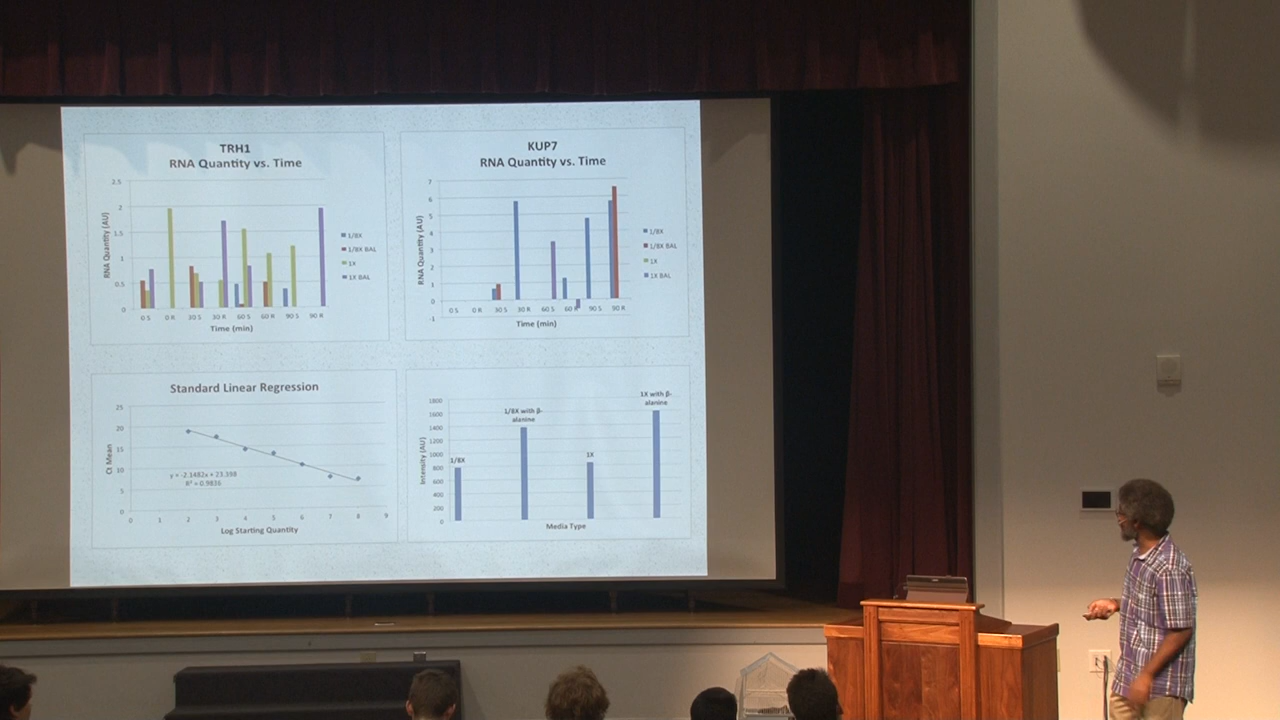 TRH1
RNA Quantity vs. Time
RNA Quantity (AU)
2.5
2
1.5
1
0.5
0
0 S 0 R 30 S 30 R 60 S 60 R 90 S 90 R
Time (min)
1/8X
1/8X BAL
1X
1X BAL
KUP7
RNA Quantity vs. Time
RNA Quantity (AU)
7
6
5
4
3
2
1
0
-1
0 S 0 R 30 S 30 R 60 S 60 R 90 S 90 R
Time (min)
1/8X
1/8X BAL
1X
1X BAL
Standard Linear Regression
Ct Mean
25
20
15
10
5
0
y = -2.1482x + 23.398
R² = 0.9836
0 1 2 3 4 5 6 7 8 9
Log Starting Quantity
Intensity (AU)
1800
1600
1400
1200
1000
800
600
400
200
0
1/8X
1/8X with β-
alanine
1X
1X with β-
alanine
Media Type